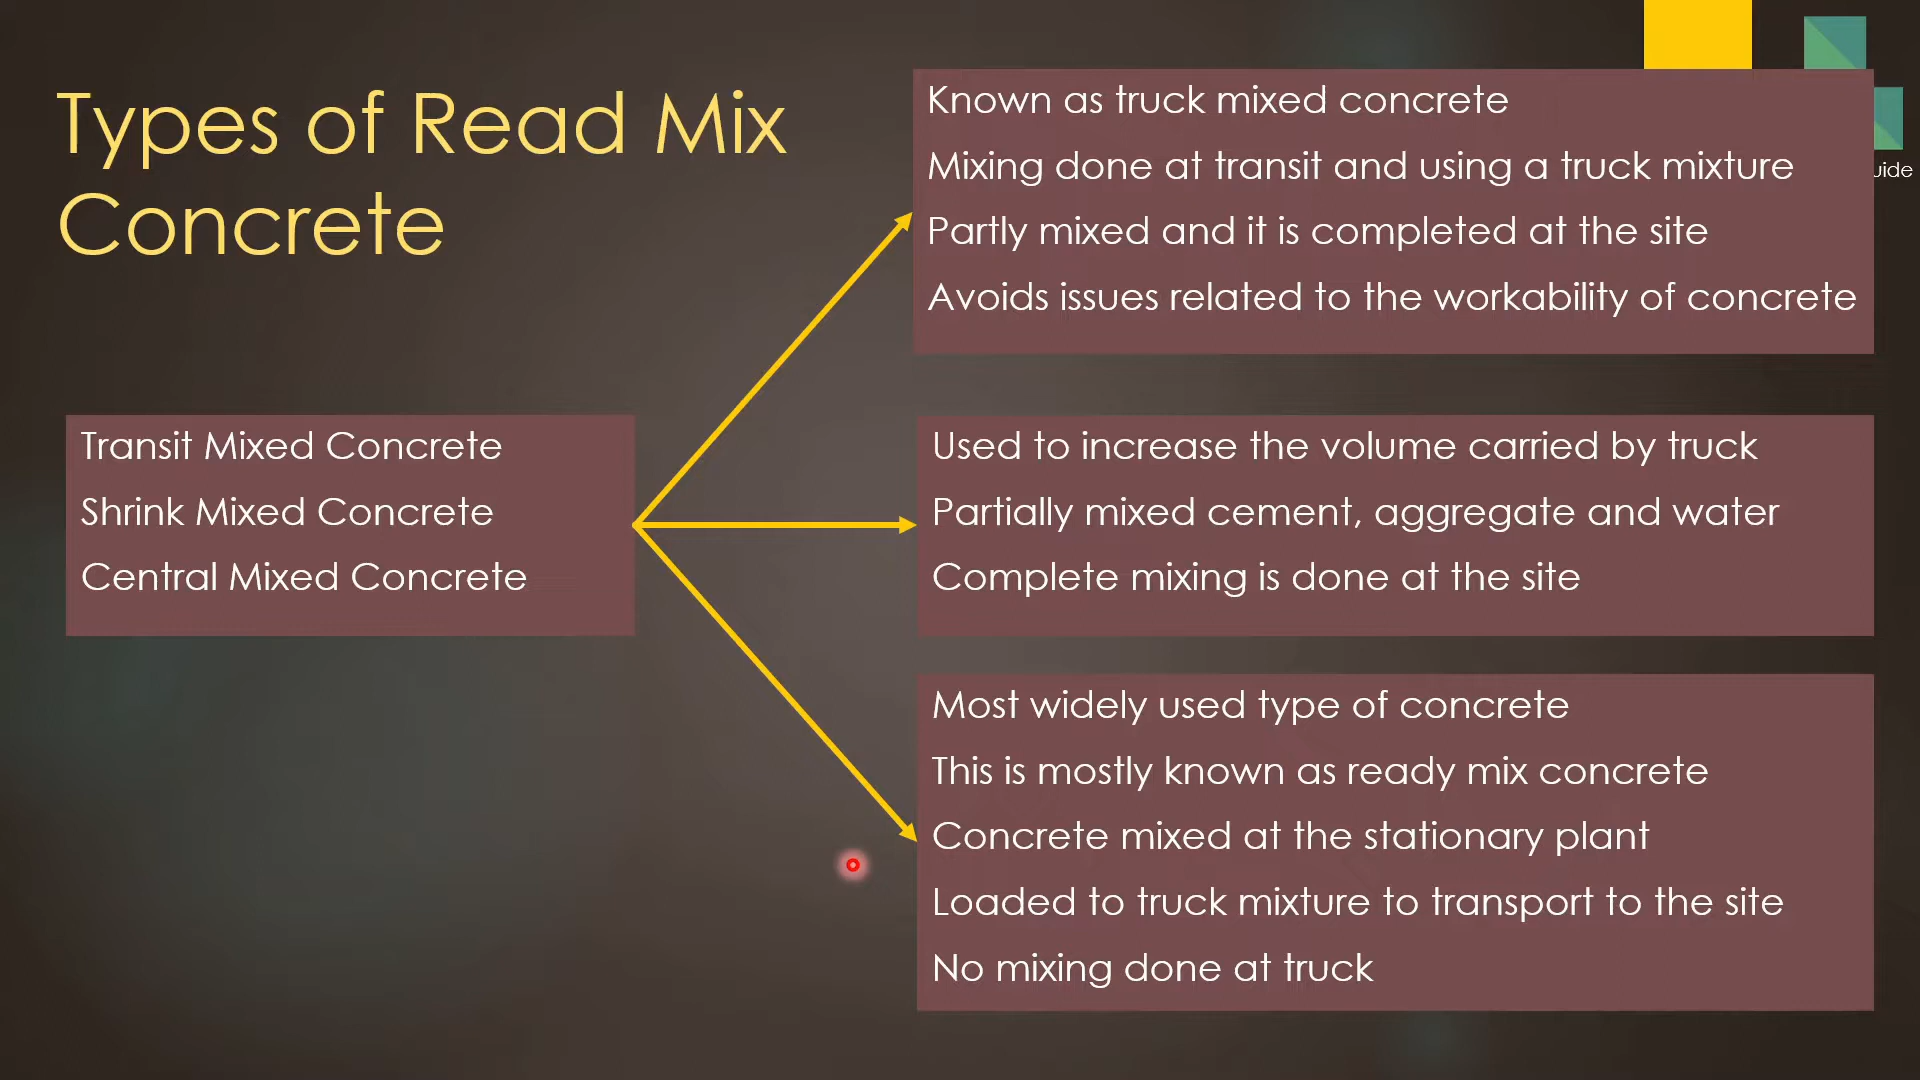 Types of Read Mix
Concrete
Transit Mixed Concrete
Shrink Mixed Concrete
Central Mixed Concrete
Known as truck mixed concrete
Mixing done at transit and using a truck mixture
Partly mixed and it is completed at the site
Avoids issues related to the workability of concrete
Used to increase the volume carried by truck
Partially mixed cement, aggregate and water
Complete mixing is done at the site
Most widely used type of concrete
This is mostly known as ready mix concrete
Concrete mixed at the stationary plant
Loaded to truck mixture to transport to the site
No mixing done at truck